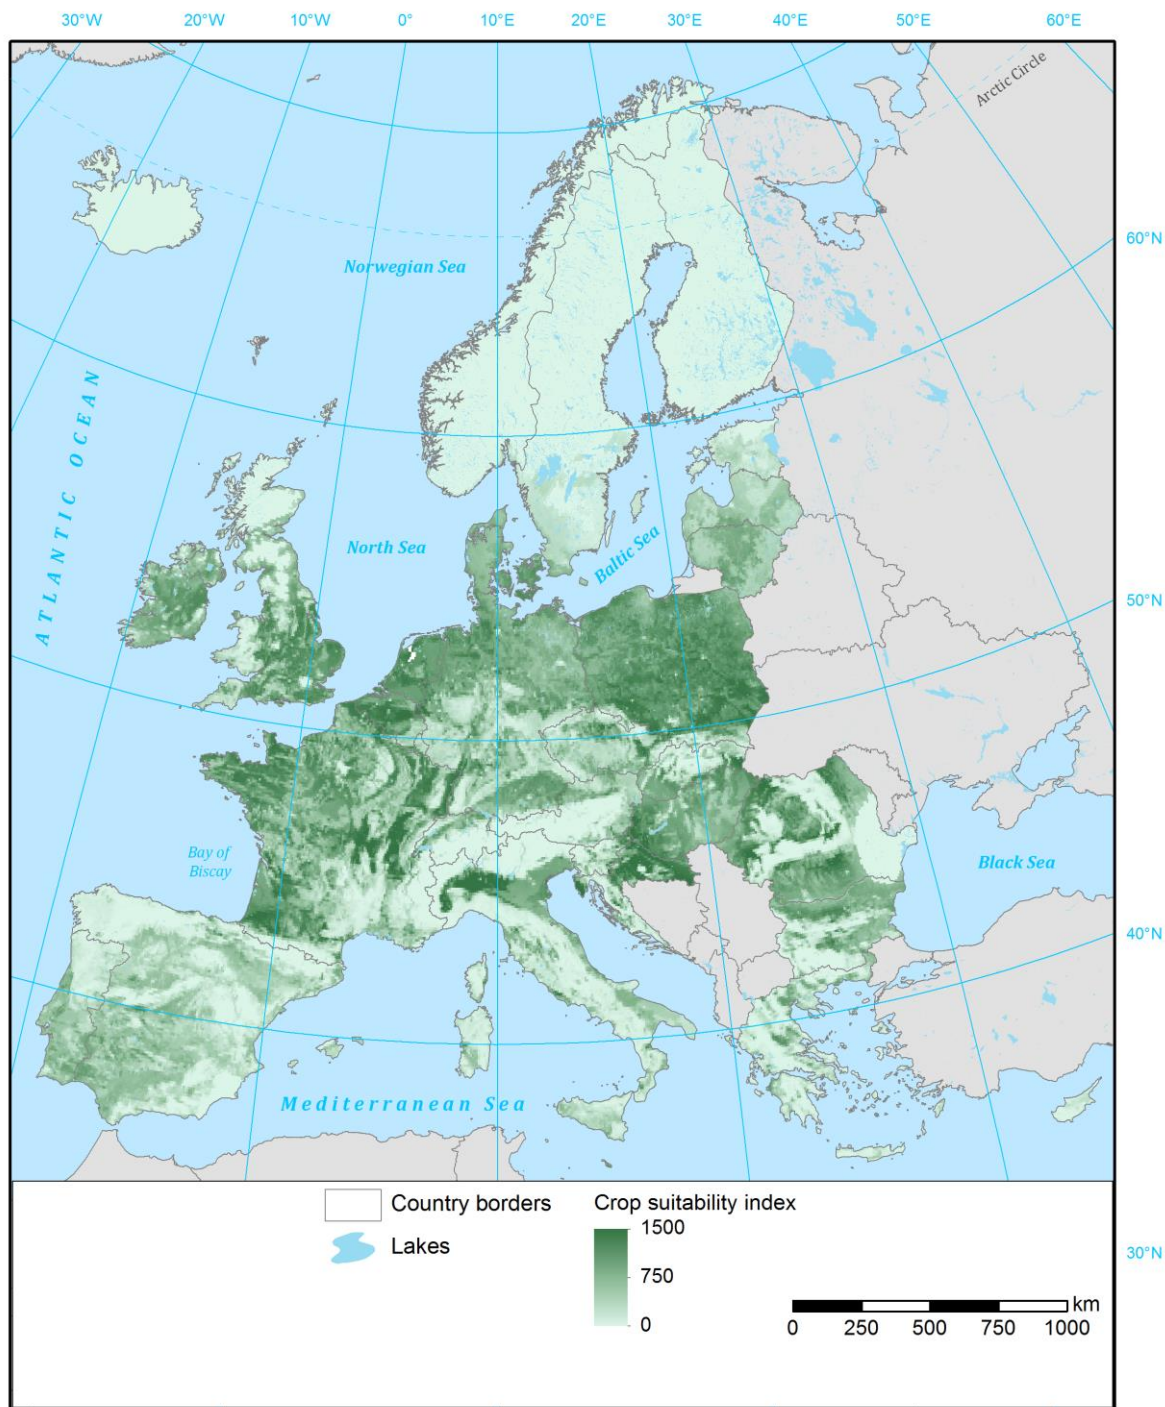 30°W 20°W 10°W 0° 10°E 20°E 30°E 40°E 50°E 60°E
Arctic Circle
60°N
Norwegian Sea
ATLANTIC OCEAN
North Sea
Baltic Sea
50°N
Bay of
Biscay
Black Sea
40°N
Mediterranean Sea
Country borders
Lakes
Crop suitability index
1500
750
0
30°N
km
0 250 500 750 1000